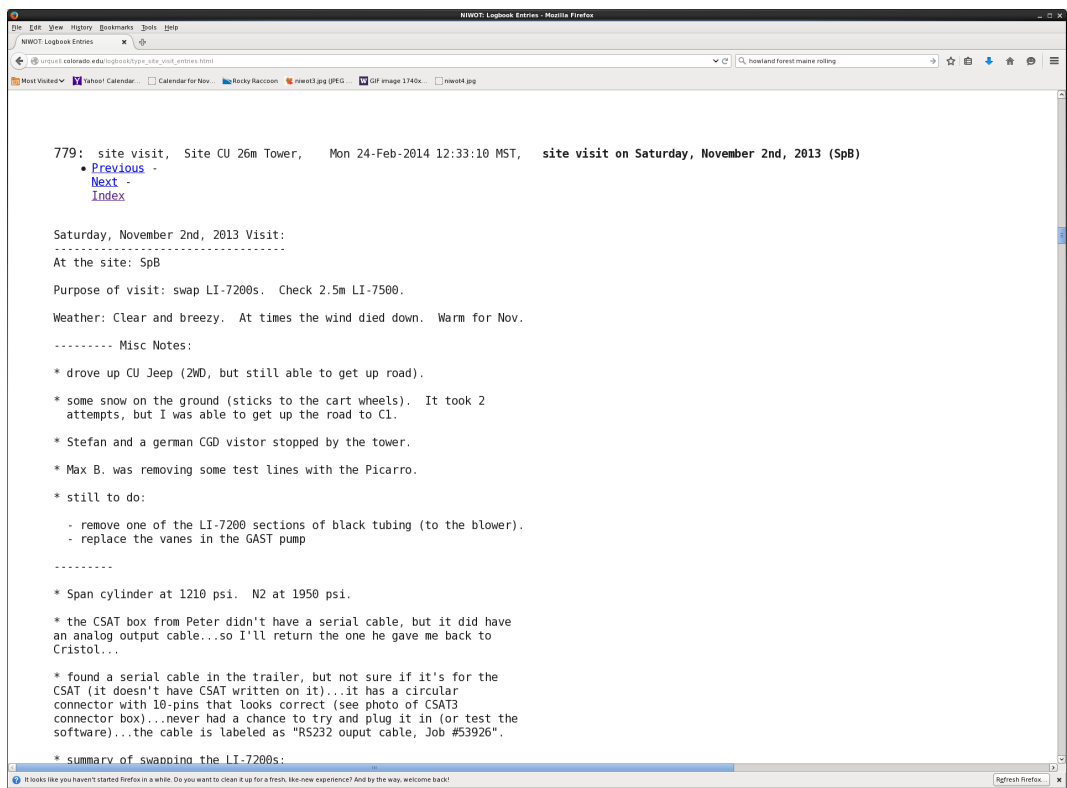 NIWOT: Logbook Entries - Mozilla Firefox
File Edit View History Bookmarks Tools Help
NIWOT: Logbook Entries
urquell.colorado.edu/logbook/type_site_visit_entries.html
howland forest maine rolling
Most Visited Yahoo! Calendar... Calendar for Nov... Rocky Raccoon niwot3.jpg (JPEG ... GIF image 1740x... niwot4.jpg
779: site visit, Site CU 26m Tower, Mon 24-Feb-2014 12:33:10 MST, site visit on Saturday, November 2nd, 2013 (SpB)
• Previous -
Next -
Index
Saturday, November 2nd, 2013 Visit:
-----------------------------------
At the site: SpB
Purpose of visit: swap LI-7200s. Check 2.5m LI-7500.
Weather: Clear and breezy. At times the wind died down. Warm for Nov.
--------- Misc Notes:
* drove up CU Jeep (2WD, but still able to get up road).
* some snow on the ground (sticks to the cart wheels). It took 2
attempts, but I was able to get up the road to C1.
* Stefan and a german CGD vistor stopped by the tower.
* Max B. was removing some test lines with the Picarro.
* still to do:
- remove one of the LI-7200 sections of black tubing (to the blower).
- replace the vanes in the GAST pump
---------
* Span cylinder at 1210 psi. N2 at 1950 psi.
* the CSAT box from Peter didn't have a serial cable, but it did have
an analog output cable...so I'll return the one he gave me back to
Cristol...
* found a serial cable in the trailer, but not sure if it's for the
CSAT (it doesn't have CSAT written on it)...it has a circular
connector with 10-pins that looks correct (see photo of CSAT3
connector box)...never had a chance to try and plug it in (or test the
software)...the cable is labeled as "RS232 ouput cable, Job #53926".
* summary of swapping the LI-7200s:
It looks like you haven't started Firefox in a while. Do you want to clean it up for a fresh, like-new experience? And by the way, welcome back!
Refresh Firefox...